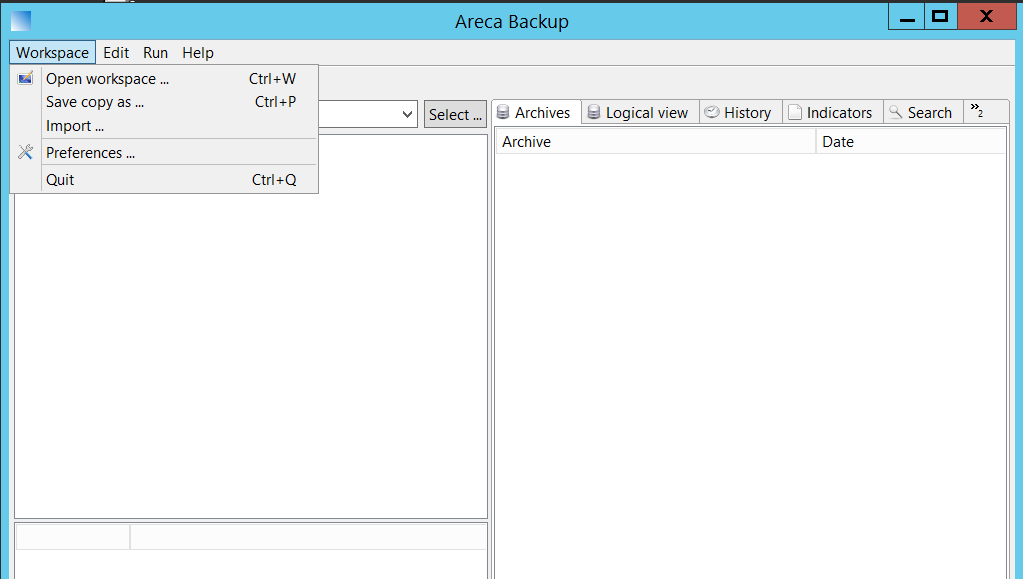 Areca Backup
Workspace Edit Run Help
Open workspace ... Ctrl+W
Save copy as ... Ctrl+P
Import ...
Preferences ...
Quit Ctrl+Q
Select ...
Archives Logical view History Indicators Search »2
Archive Date